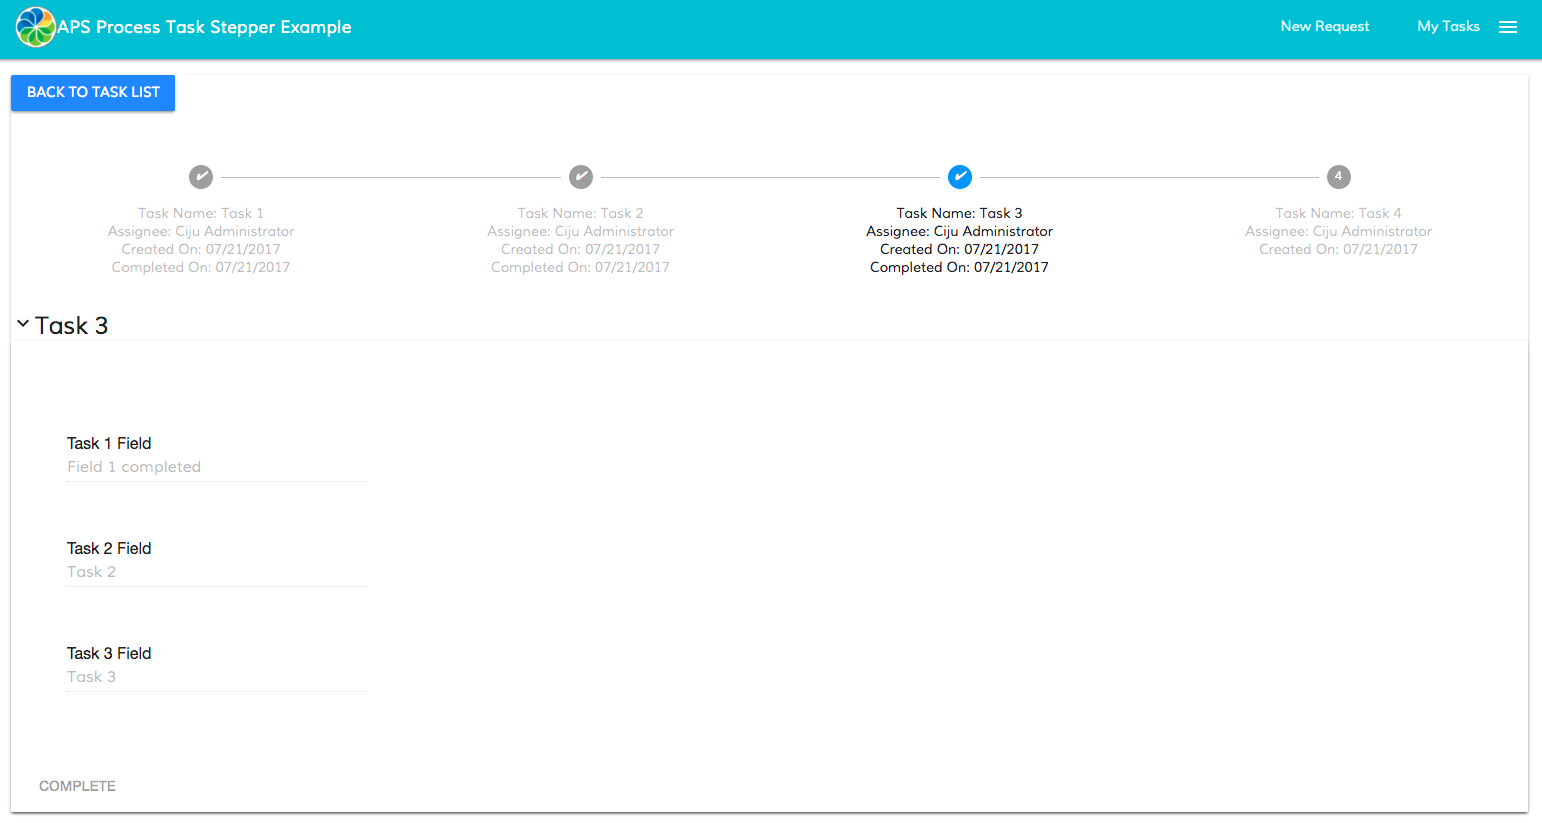 APS Process Task Stepper Example
New Request
My Tasks
BACK TO TASK LIST
4
Task Name: Task 1
Assignee: Ciju Administrator
Created On: 07/21/2017
Completed On: 07/21/2017
Task Name: Task 2
Assignee: Ciju Administrator
Created On: 07/21/2017
Completed On: 07/21/2017
Task Name: Task 3
Assignee: Ciju Administrator
Created On: 07/21/2017
Completed On: 07/21/2017
Task Name: Task 4
Assignee: Ciju Administrator
Created On: 07/21/2017
Task 3
Task 1 Field
Field 1 completed
Task 2 Field
Task 2
Task 3 Field
Task 3
COMPLETE